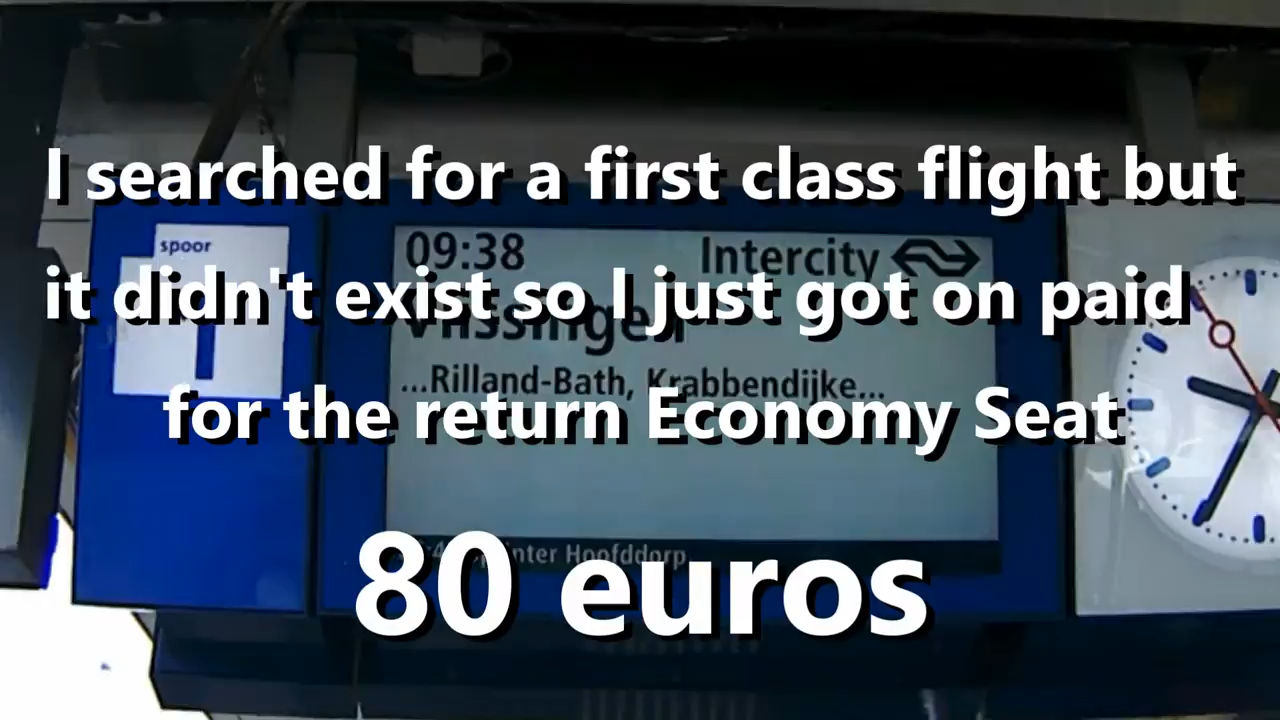 I searched for a first class flight but
it didn't exist so I just got on paid
for the return Economy Seat
80 euros
spoor
1
09:38 Intercity
Vlissingen
...Rilland-Bath, Krabbendijke...
Hoofddorp